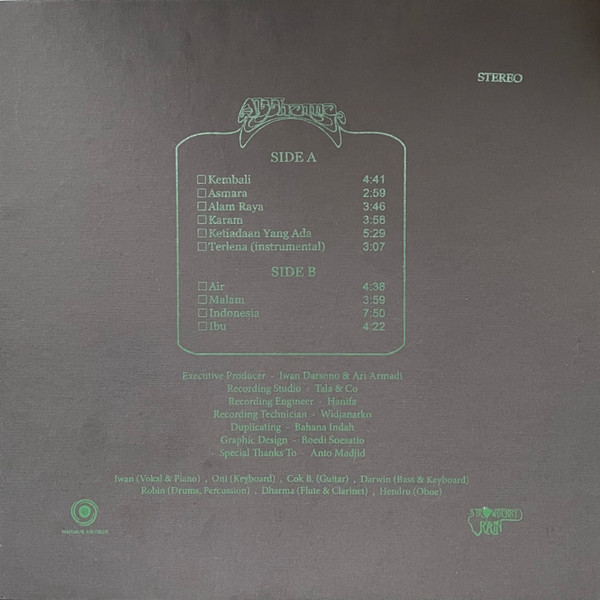 STEREO
SIDE A
Kembali 4:41
Asmara 2:59
Alam Raya 3:46
Karam 3:58
Ketiadaan Yang Ada 5:29
Terlena (instrumental) 3:07
SIDE B
Air 4:38
Malam 3:59
Indonesia 7:50
Ibu 4:22
Executive Producer - Iwan Darsono & Ari Armadi
Recording Studio - Tala & Co
Recording Engineer - Hanifa
Recording Technician - Widjanarko
Duplicating - Bahana Indah
Graphic Design - Boedi Soesatio
Special Thanks To - Anto Madjid
Iwan (Vokal & Piano) , Oni (Keyboard) , Cok B. (Guitar) , Darwin (Bass & Keyboard)
Robin (Drums, Percussion) , Dharma (Flute & Clarinet) , Hendro (Oboe)
STRAWBERRY
RAIN